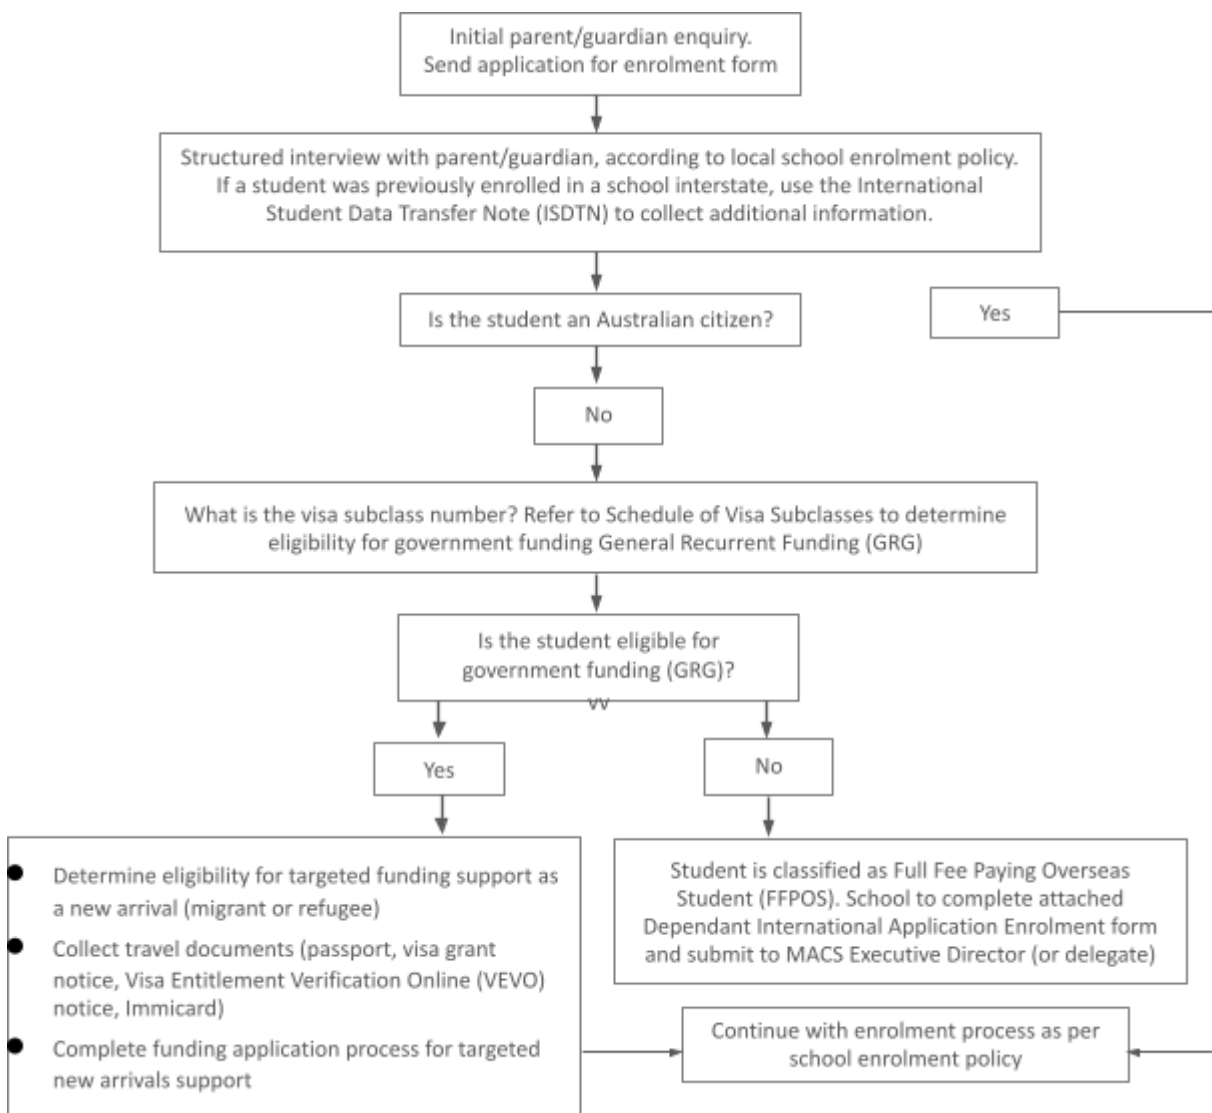 Initial parent/guardian enquiry.
Send application for enrolment form
Structured interview with parent/guardian, according to local school enrolment policy.
If a student was previously enrolled in a school interstate, use the International
Student Data Transfer Note (ISDTN) to collect additional information.
Is the student an Australian citizen?
Yes
No
What is the visa subclass number? Refer to Schedule of Visa Subclasses to determine
eligibility for government funding General Recurrent Funding (GRG)
Is the student eligible for
government funding (GRG)?
vv
Yes
No
● Determine eligibility for targeted funding support as
a new arrival (migrant or refugee)
● Collect travel documents (passport, visa grant
notice, Visa Entitlement Verification Online (VEVO)
notice, Immicard)
● Complete funding application process for targeted
new arrivals support
Student is classified as Full Fee Paying Overseas
Student (FFPOS). School to complete attached
Dependant International Application Enrolment form
and submit to MACS Executive Director (or delegate)
Continue with enrolment process as per
school enrolment policy